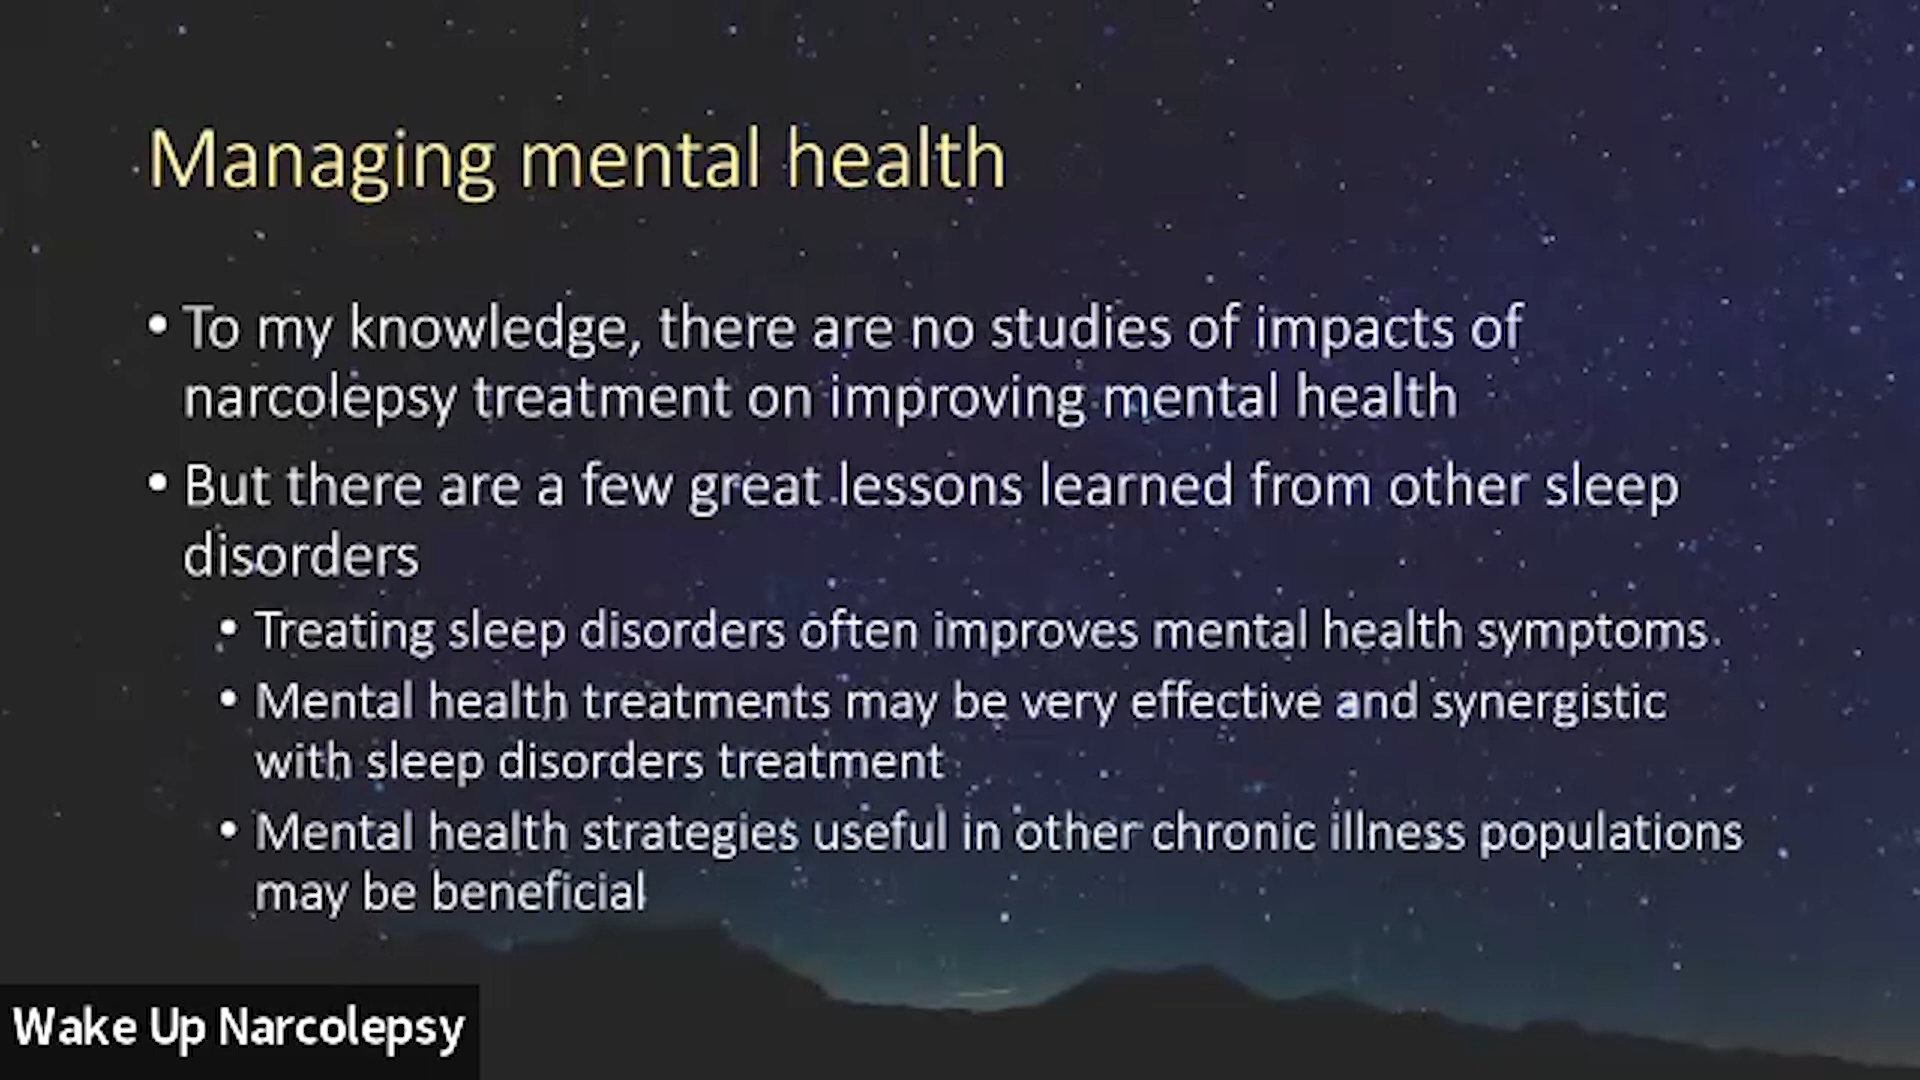 Managing mental health
• To my knowledge, there are no studies of impacts of
narcolepsy treatment on improving mental health
• But there are a few great lessons learned from other sleep
disorders
• Treating sleep disorders often improves mental health symptoms
• Mental health treatments may be very effective and synergistic
with sleep disorders treatment
• Mental health strategies useful in other chronic illness populations
may be beneficial
Wake Up Narcolepsy